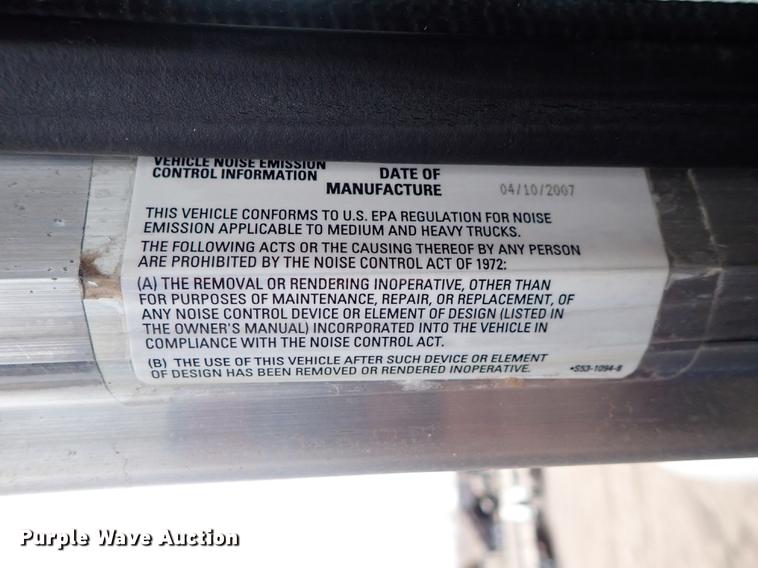 VEHICLE NOISE EMISSION
CONTROL INFORMATION
DATE OF
MANUFACTURE
04/10/2007
THIS VEHICLE CONFORMS TO U.S. EPA REGULATION FOR NOISE
EMISSION APPLICABLE TO MEDIUM AND HEAVY TRUCKS.
THE FOLLOWING ACTS OR THE CAUSING THEREOF BY ANY PERSON
ARE PROHIBITED BY THE NOISE CONTROL ACT OF 1972:
(A) THE REMOVAL OR RENDERING INOPERATIVE, OTHER THAN
FOR PURPOSES OF MAINTENANCE, REPAIR, OR REPLACEMENT, OF
ANY NOISE CONTROL DEVICE OR ELEMENT OF DESIGN (LISTED IN
THE OWNER'S MANUAL) INCORPORATED INTO THE VEHICLE IN
COMPLIANCE WITH THE NOISE CONTROL ACT.
(B) THE USE OF THIS VEHICLE AFTER SUCH DEVICE OR ELEMENT
OF DESIGN HAS BEEN REMOVED OR RENDERED INOPERATIVE.
*S53-1094-8
Purple Wave Auction